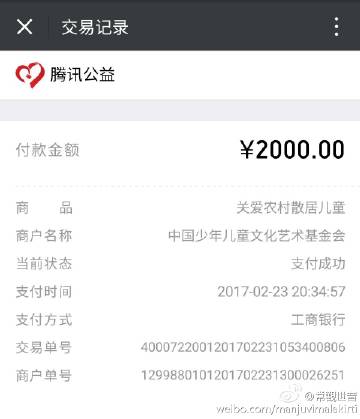 交易记录
腾讯公益
付款金额 ¥2000.00
商 品 关爱农村散居儿童
商户名称 中国少年儿童文化艺术基金会
当前状态 支付成功
支付时间 2017-02-23 20:34:57
支付方式 工商银行
交易单号 4000722001201702231053400806
商户单号 1299880101201702231300026251
@常觀世音
weibo.com/manjuvimalakirti